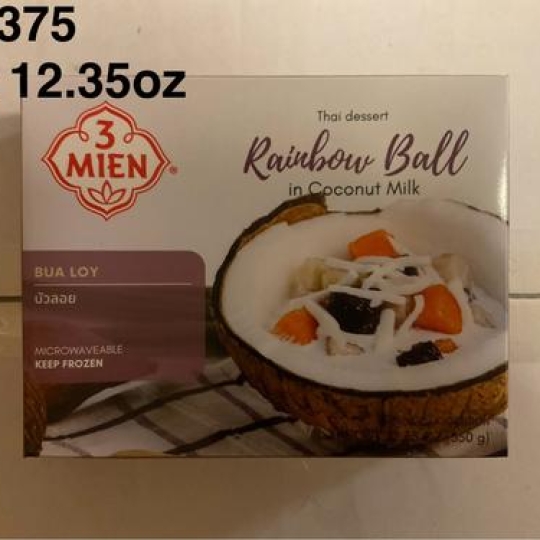 375
12.35oz
3
MIEN®
Thai dessert
Rainbow Ball
in Coconut Milk
BUA LOY
บัวลอย
MICROWAVEABLE
KEEP FROZEN
(350 g)